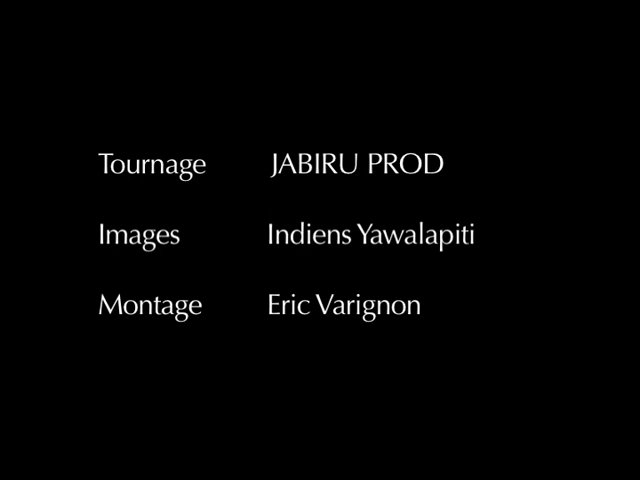 Tournage JABIRU PROD
Images Indiens Yawalapiti
Montage Eric Varignon